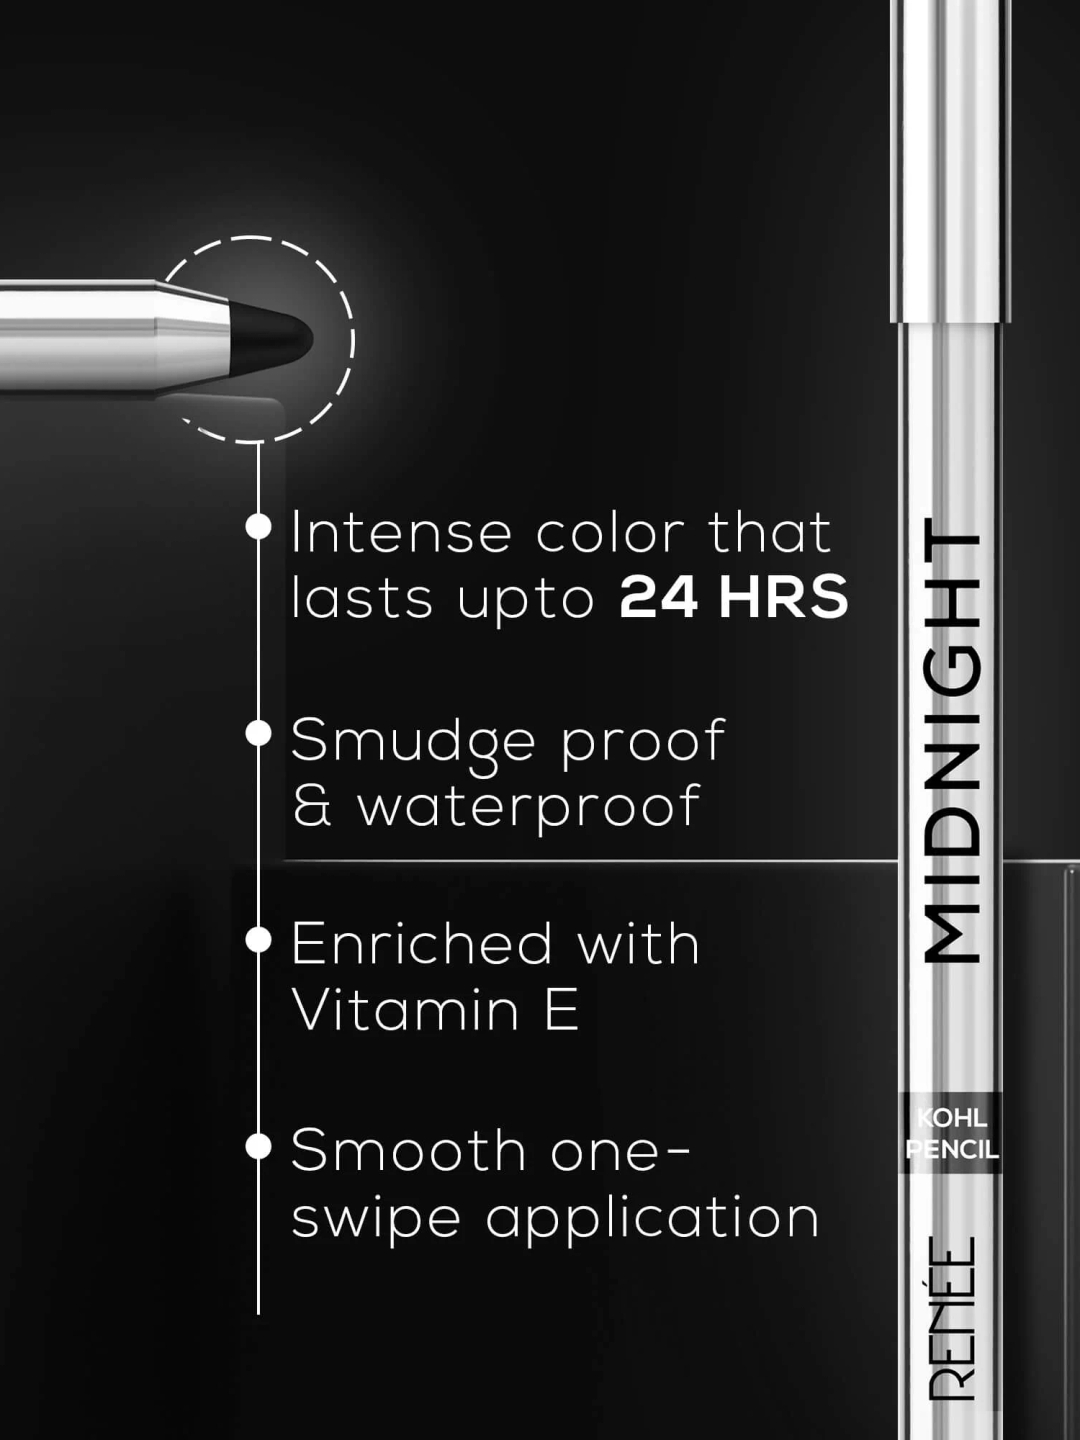 Intense color that
lasts upto 24 HRS
Smudge proof
& waterproof
Enriched with
Vitamin E
Smooth one-
swipe application
MIDNIGHT
KOHL
PENCIL
RENÉE